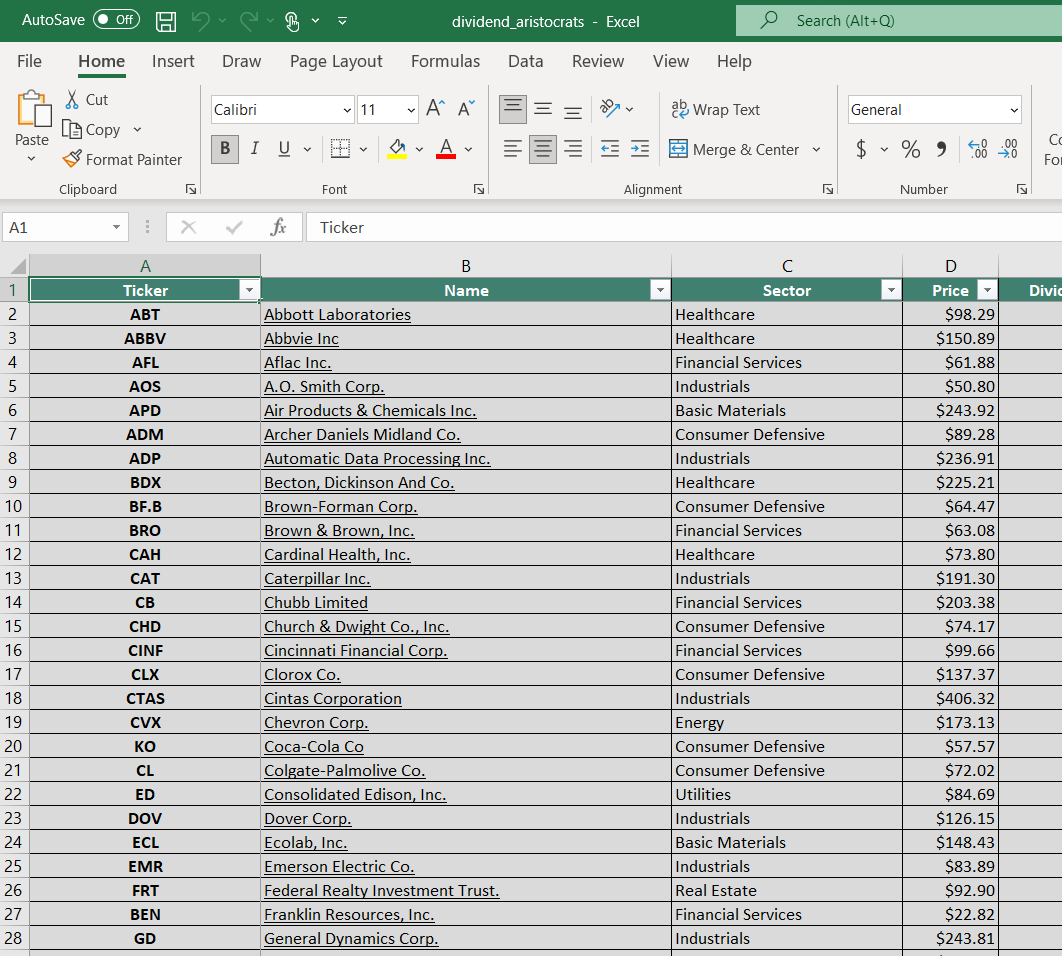 AutoSave Off dividend_aristocrats - Excel Search (Alt+Q)
File Home Insert Draw Page Layout Formulas Data Review View Help
Paste Cut Copy Format Painter
Calibri 11 A A ab Wrap Text General
B I U A Merge & Center $ % 9 .00 .00
Clipboard Font Alignment Number
A1 fx Ticker
A B C D
1 Ticker Name Sector Price
2 ABT Abbott Laboratories Healthcare $98.29
3 ABBV Abbvie Inc Healthcare $150.89
4 AFL Aflac Inc. Financial Services $61.88
5 AOS A.O. Smith Corp. Industrials $50.80
6 APD Air Products & Chemicals Inc. Basic Materials $243.92
7 ADM Archer Daniels Midland Co. Consumer Defensive $89.28
8 ADP Automatic Data Processing Inc. Industrials $236.91
9 BDX Becton, Dickinson And Co. Healthcare $225.21
10 BF.B Brown-Forman Corp. Consumer Defensive $64.47
11 BRO Brown & Brown, Inc. Financial Services $63.08
12 CAH Cardinal Health, Inc. Healthcare $73.80
13 CAT Caterpillar Inc. Industrials $191.30
14 CB Chubb Limited Financial Services $203.38
15 CHD Church & Dwight Co., Inc. Consumer Defensive $74.17
16 CINF Cincinnati Financial Corp. Financial Services $99.66
17 CLX Clorox Co. Consumer Defensive $137.37
18 CTAS Cintas Corporation Industrials $406.32
19 CVX Chevron Corp. Energy $173.13
20 KO Coca-Cola Co Consumer Defensive $57.57
21 CL Colgate-Palmolive Co. Consumer Defensive $72.02
22 ED Consolidated Edison, Inc. Utilities $84.69
23 DOV Dover Corp. Industrials $126.15
24 ECL Ecolab, Inc. Basic Materials $148.43
25 EMR Emerson Electric Co. Industrials $83.89
26 FRT Federal Realty Investment Trust. Real Estate $92.90
27 BEN Franklin Resources, Inc. Financial Services $22.82
28 GD General Dynamics Corp. Industrials $243.81